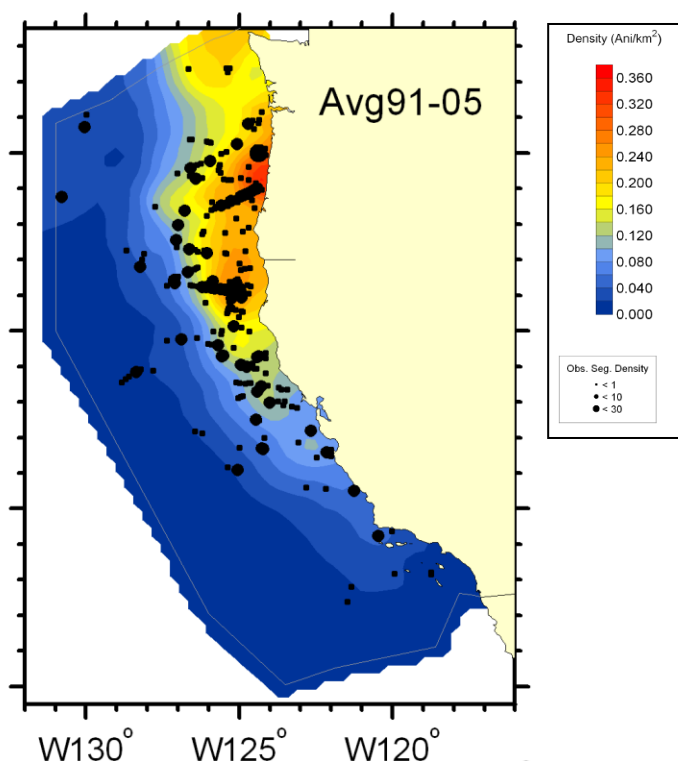 Avg91-05
W130°
W125°
W120°
Density (Ani/km²)
0.360
0.320
0.280
0.240
0.200
0.160
0.120
0.080
0.040
0.000
Obs. Seg. Density
< 1
< 10
< 30